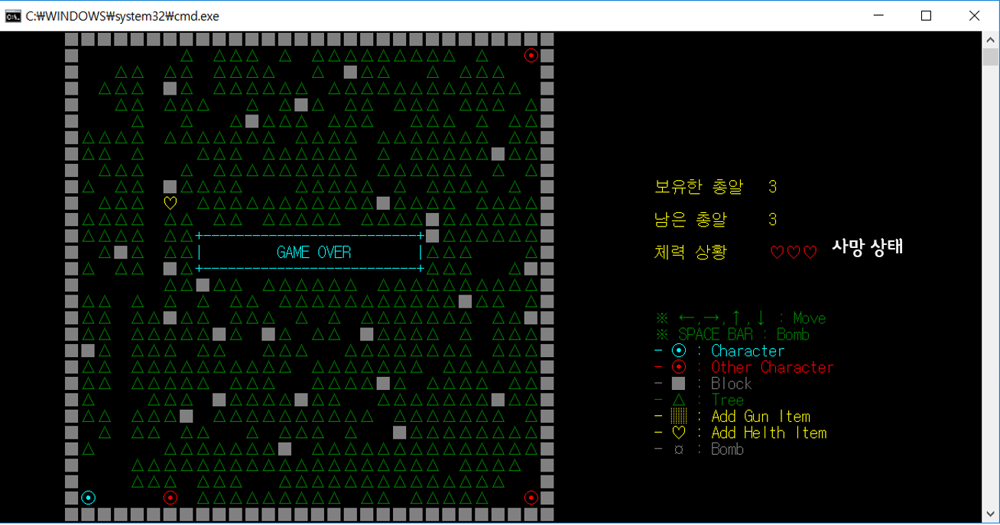 C:₩WINDOWS₩system32₩cmd.exe
보유한 총알 3
남은 총알 3
체력 상황 ♡♡♡ 사망 상태
GAME OVER
※ ←,→,↑,↓ : Move
※ SPACE BAR : Bomb
- ⊙ : Character
- ⊙ : Other Character
- ■ : Block
- △ : Tree
- ▒ : Add Gun Item
- ♡ : Add Helth Item
- ¤ : Bomb